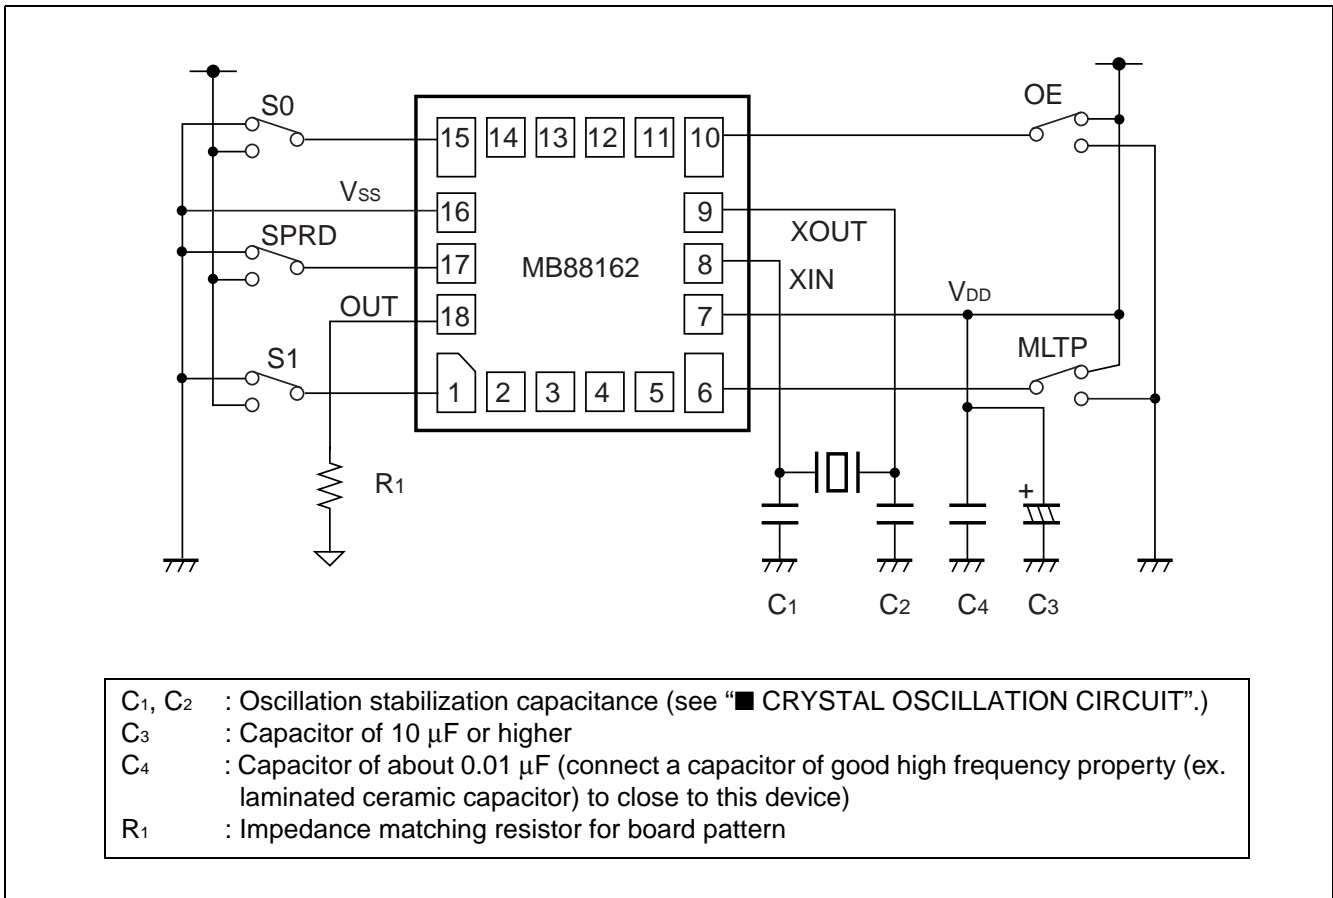 S0
OE
15 14 13 12 11 10
VSS
16
9
XOUT
SPRD
17
MB88162
8
XIN
OUT
18
7
VDD
S1
MLTP
1 2 3 4 5 6
R1
+
C1 C2 C4 C3
C1, C2 : Oscillation stabilization capacitance (see “■ CRYSTAL OSCILLATION CIRCUIT”.)
C3 : Capacitor of 10 μF or higher
C4 : Capacitor of about 0.01 μF (connect a capacitor of good high frequency property (ex.
laminated ceramic capacitor) to close to this device)
R1 : Impedance matching resistor for board pattern